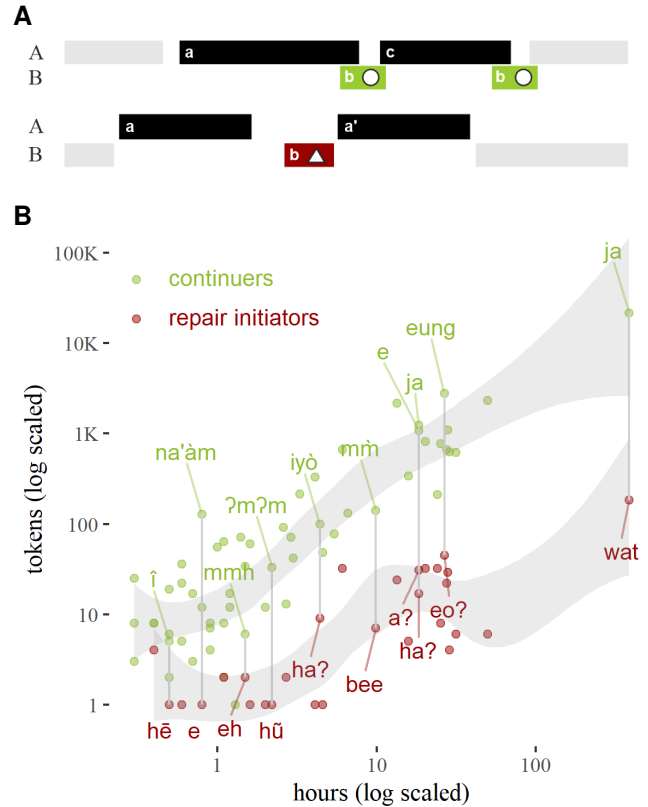 A
A a c
B b b
A a a'
B b
B
100K
10K
1K
100
10
1
tokens (log scaled)
continuers
repair initiators
ja
eung
e
ja
na'àm
iyò
mm̀
ʔmʔm
î
mmh
wat
a?
eo?
ha?
ha?
bee
hē e eh hũ
1 10 100
hours (log scaled)